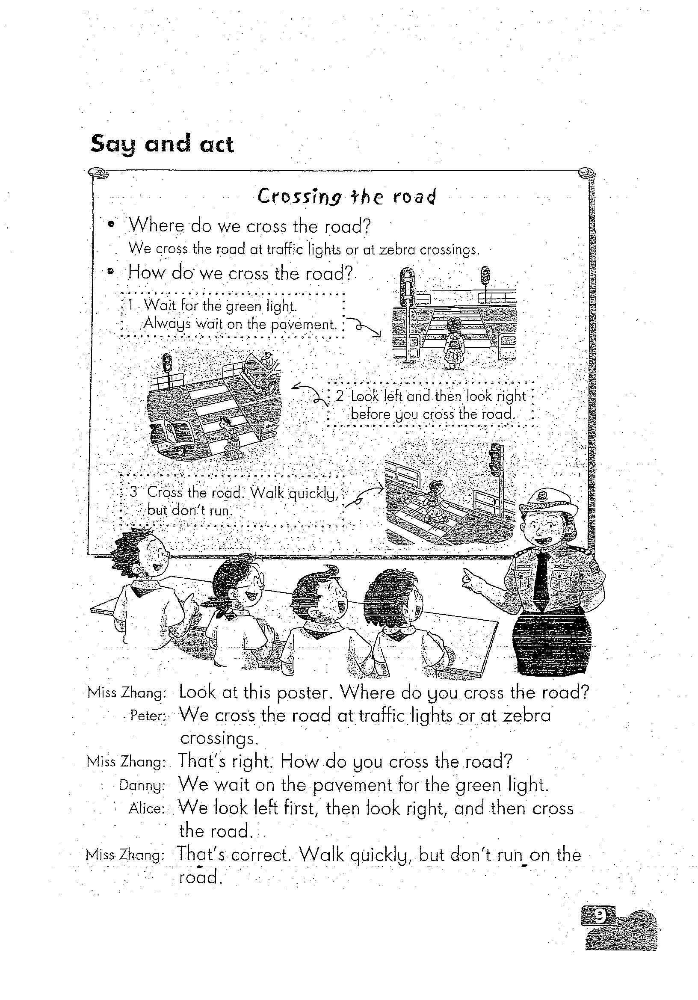 Say and act
Crossing the road
• Where do we cross the road?
We cross the road at traffic lights or at zebra crossings.
• How do we cross the road?
1 Wait for the green light.
Always wait on the pavement.
2 Look left and then look right
before you cross the road.
3 Cross the road. Walk quickly,
but don't run.
Miss Zhang: Look at this poster. Where do you cross the road?
Peter: We cross the road at traffic lights or at zebra
crossings.
Miss Zhang: That's right. How do you cross the road?
Danny: We wait on the pavement for the green light.
Alice: We look left first, then look right, and then cross
the road.
Miss Zhang: That's correct. Walk quickly, but don't run on the
road.
9